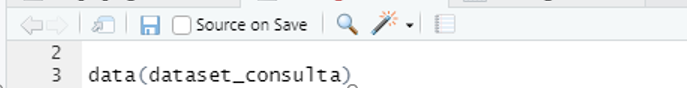 Source on Save
2
3 data(dataset_consulta)